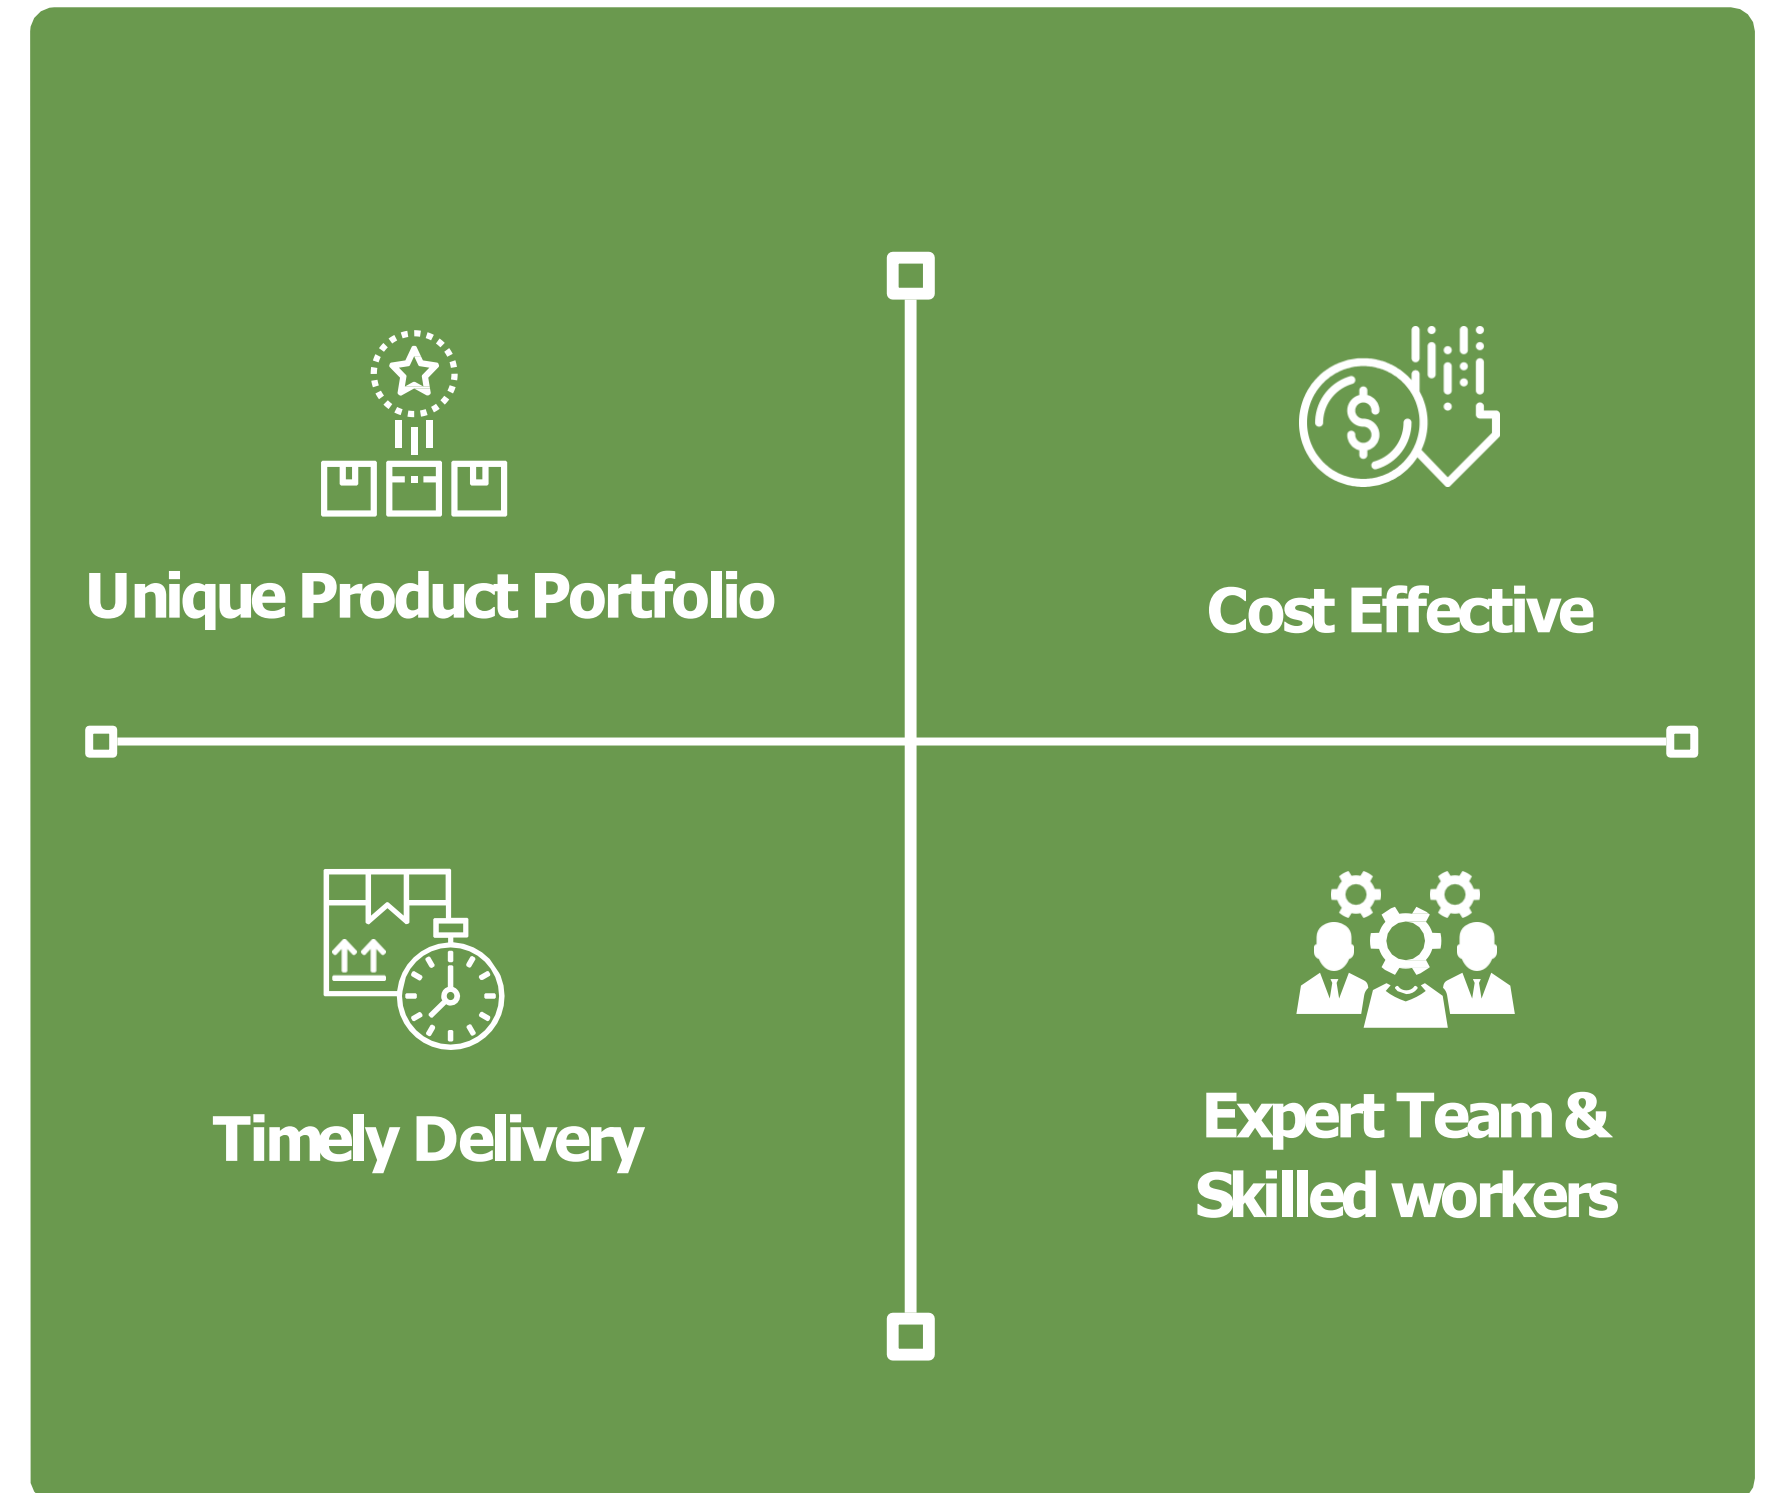 Unique Product Portfolio
Cost Effective
$
Timely Delivery
Expert Team &
Skilled workers